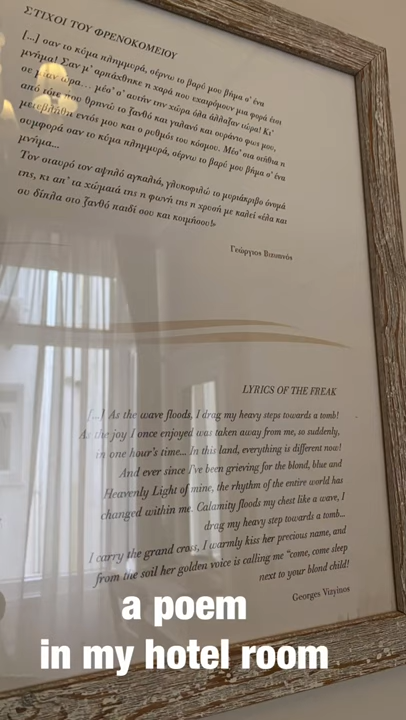 ΣΤΙΧΟΙ ΤΟΥ ΦΡΕΝΟΚΟΜΕΙΟΥ
[...] σαν το κύμα πλημμυρά, σέρνω το βαρύ μου βήμα σ' ένα
μνήμα! Σαν μ' αρπάχθηκε η χαρά που εχαιρόμουν μια φορά έτσι
σε μιαν ώρα... μέσ' σ' αυτήν την χώρα όλα άλλαξαν τώρα! Κι'
από τότε που θρηνώ το ξανθό και γαλανό και ουράνιο φως μου,
μετεβλήθη εντός μου και ο ρυθμός του κόσμου. Μέσ' στα στήθια η
συμφορά σαν το κύμα πλημμυρά, σέρνω το βαρύ μου βήμα σ' ένα
μνήμα...
Τον σταυρό τον αψηλό αγκαλιά, γλυκοφιλώ το μυριάκριβο όνομά
της, κι απ' τα χώματά της η φωνή της η χρυσή με καλεί «έλα και
συ δίπλα στο ξανθό παιδί σου και κοιμήσου!»
Γεώργιος Βιζυηνός
LYRICS OF THE FREAK
[...] As the wave floods, I drag my heavy steps towards a tomb!
As the joy I once enjoyed was taken away from me, so suddenly,
in one hour's time... In this land, everything is different now!
And ever since I've been grieving for the blond, blue and
Heavenly Light of mine, the rhythm of the entire world has
changed within me. Calamity floods my chest like a wave, I
drag my heavy step towards a tomb...
I carry the grand cross, I warmly kiss her precious name, and
from the soil her golden voice is calling me "come, come sleep
next to your blond child!
Georges Vizyinos
a poem
in my hotel room